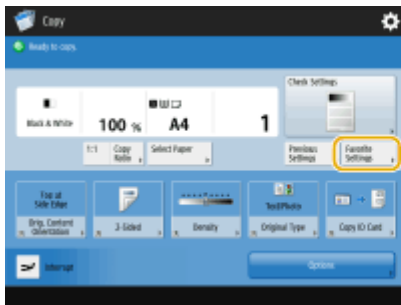 Copy
Ready to copy.
Check Settings
Black & White
100 %
A4
1
1:1
Copy Ratio
Select Paper
Previous Settings
Favorite Settings
Top at Side Edge
Text/Photo
Orig. Content Orientation
2-Sided
Density
Original Type
Copy ID Card
Interrupt
Options